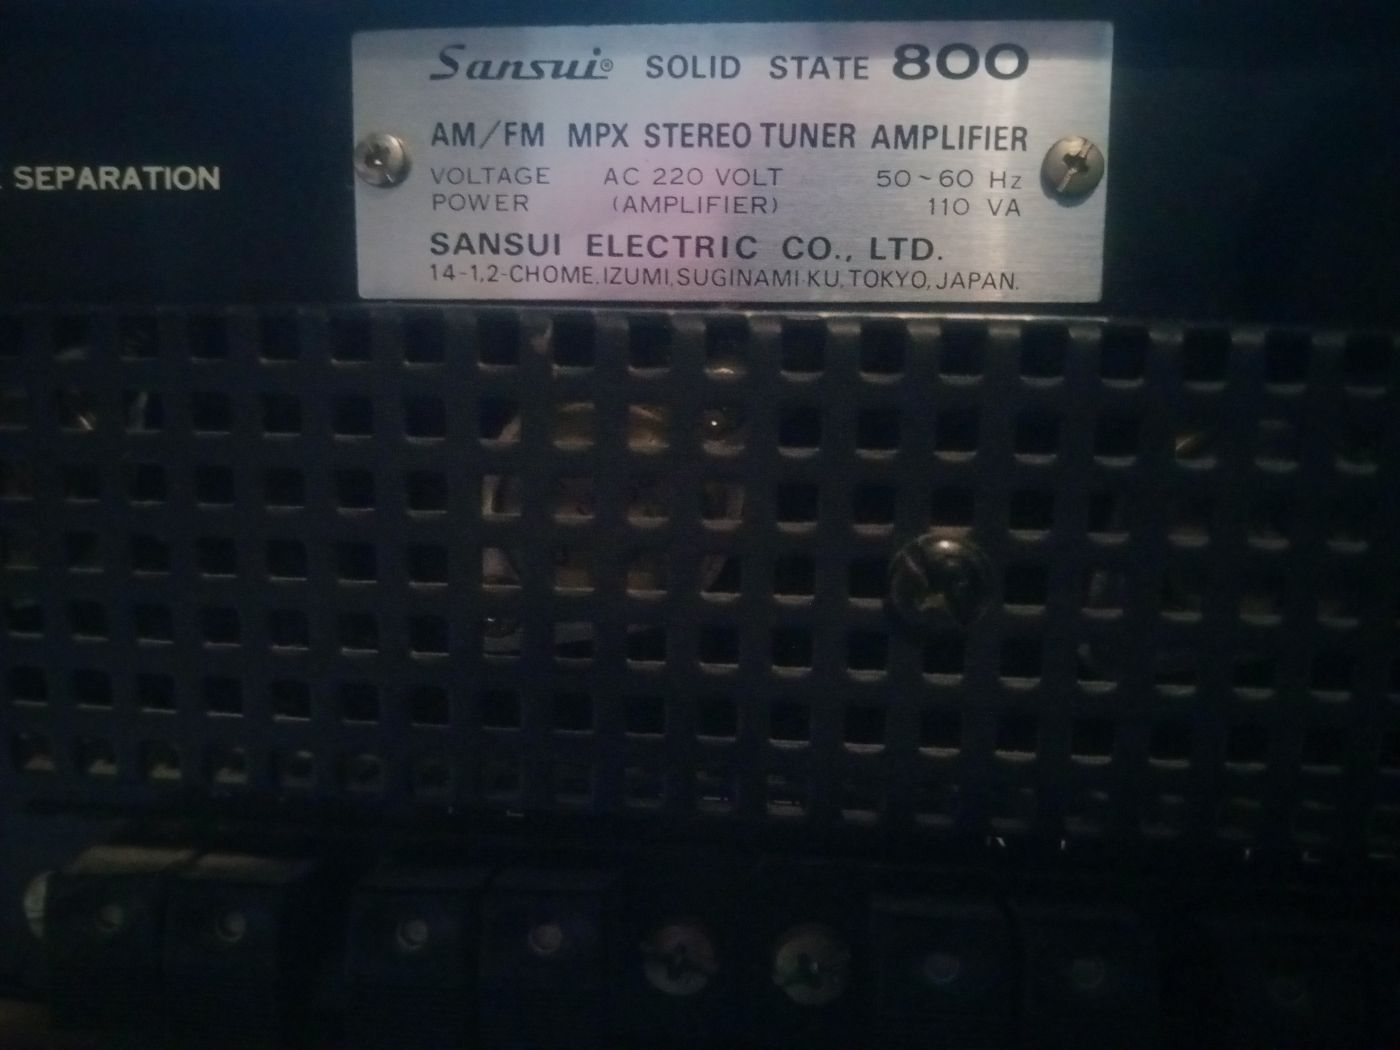 Sansui® SOLID STATE 800
AM/FM MPX STEREO TUNER AMPLIFIER
SEPARATION
VOLTAGE AC 220 VOLT 50~60 Hz
POWER (AMPLIFIER) 110 VA
SANSUI ELECTRIC CO., LTD.
14-1,2-CHOME,IZUMI,SUGINAMI-KU,TOKYO,JAPAN.